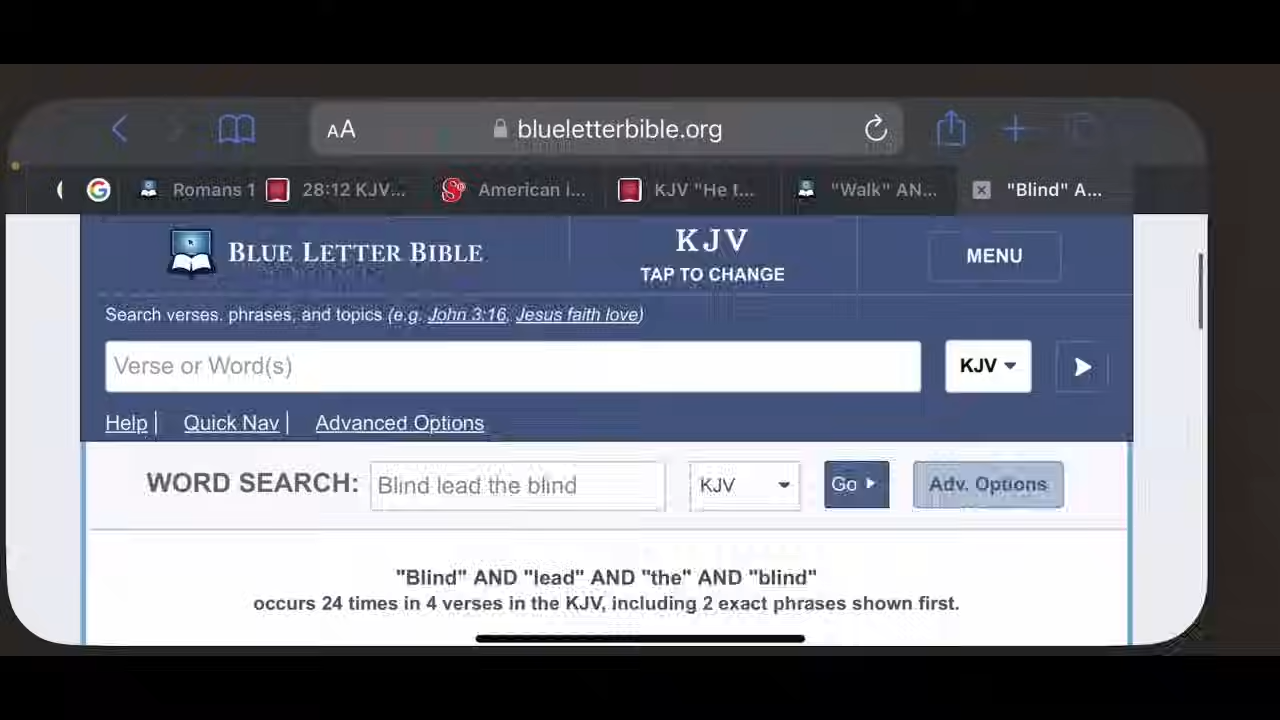 AA blueletterbible.org
Romans 1 28:12 KJV... American i... KJV "He t... "Walk" AN... "Blind" A...
BLUE LETTER BIBLE
KJV
TAP TO CHANGE
MENU
Search verses. phrases, and topics (e.g. John 3:16, Jesus faith love)
Verse or Word(s) KJV
Help| Quick Nav| Advanced Options
WORD SEARCH: Blind lead the blind KJV Go Adv. Options
"Blind" AND "lead" AND "the" AND "blind"
occurs 24 times in 4 verses in the KJV, including 2 exact phrases shown first.